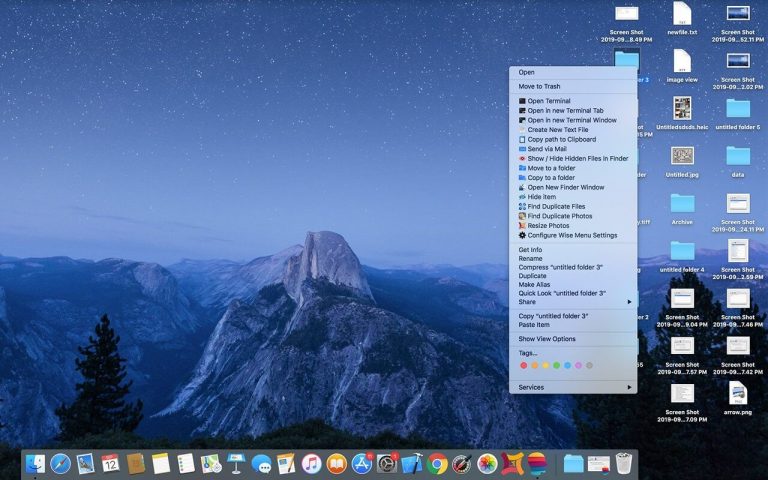 Screen Shot
2019-09...8.49 PM
newfile.txt
Screen Shot
2019-09...52.11 PM
image view
Screen Shot
2019-09...2.02 PM
Untitledsdsds.heic
untitled folder 5
Untitled.jpg
data
Archive
Screen Shot
2019-09...24.11 PM
untitled folder 4
Screen Shot
2019-09...2.59 PM
Screen Shot
2019-09...9.04 PM
Screen Shot
2019-09...7.46 PM
Screen Shot
2019-09...7.57 PM
Screen Shot
2019-09...7.42 PM
Screen Shot
2019-09...7.09 PM
arrow.png
Open
Move to Trash
Open Terminal
Open in new Terminal Tab
Open in new Terminal Window
Create New Text File
Copy path to Clipboard
Send via Mail
Show / Hide Hidden Files in Finder
Move to a folder
Copy to a folder
Open New Finder Window
Hide item
Find Duplicate Files
Find Duplicate Photos
Resize Photos
Configure Wise Menu Settings
Get Info
Rename
Compress "untitled folder 3"
Duplicate
Make Alias
Quick Look "untitled folder 3"
Share
Copy "untitled folder 3"
Paste Item
Show View Options
Tags...
Services
12